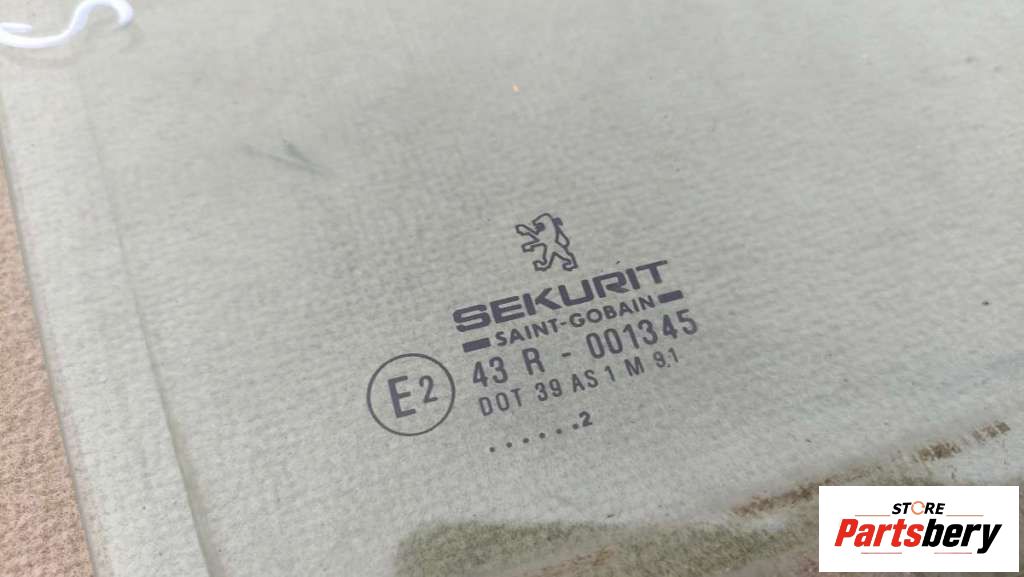 SEKURIT
SAINT-GOBAIN
43 R - 001345
E2
DOT 39 AS 1 M 9.1
......2
STORE
Partsbery